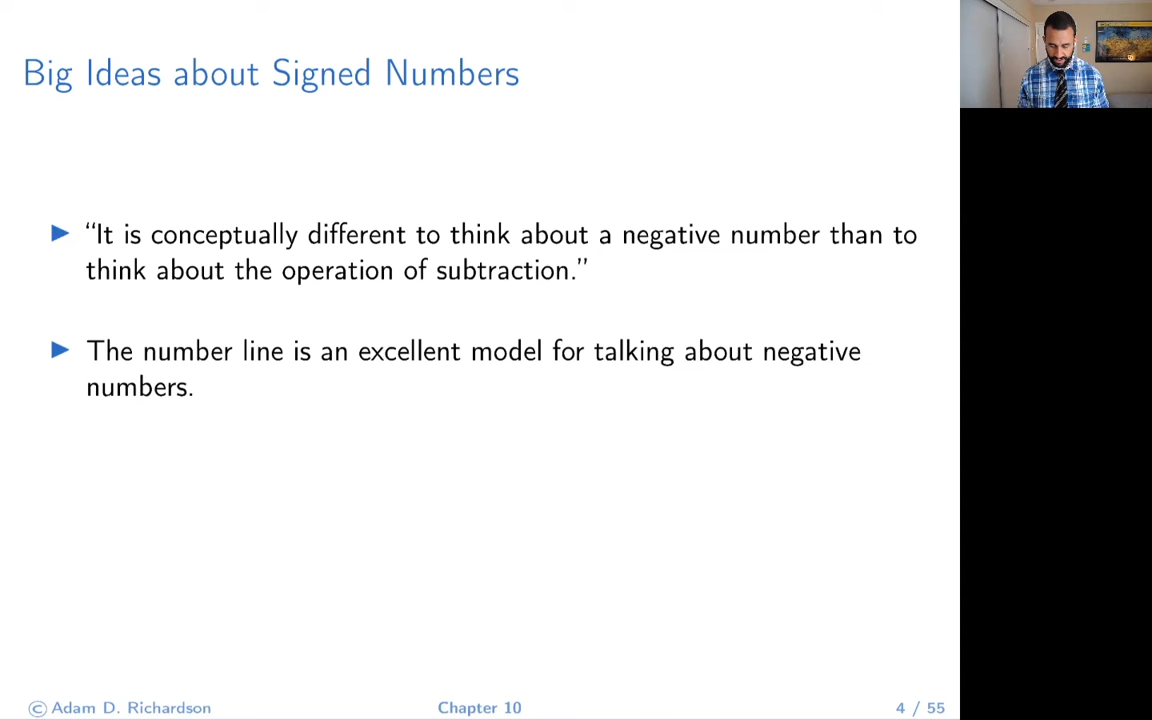 Big Ideas about Signed Numbers
▶ “It is conceptually different to think about a negative number than to
think about the operation of subtraction.”
▶ The number line is an excellent model for talking about negative
numbers.
© Adam D. Richardson Chapter 10 4 / 55